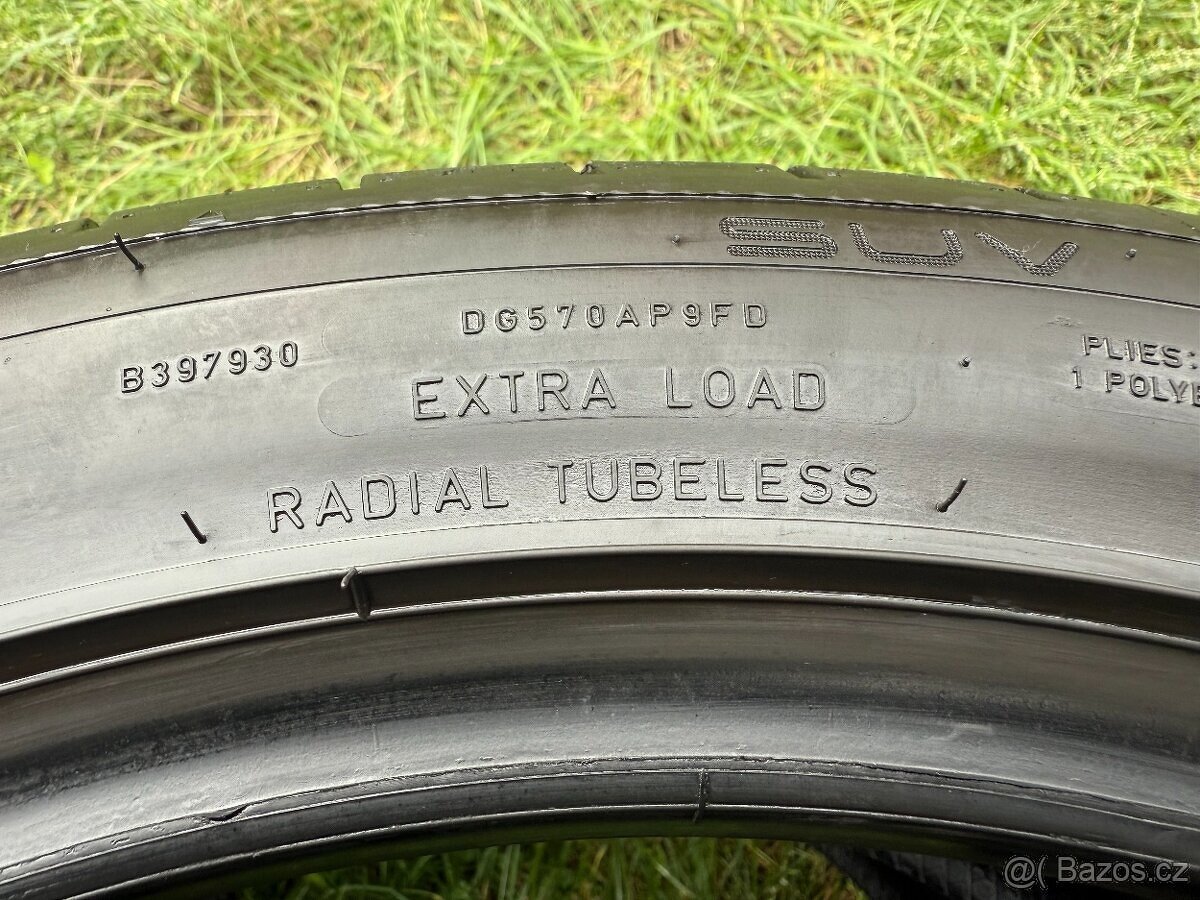 SUV
DG570AP9FD
B397930
EXTRA LOAD
PLIES:
1 POLYE
RADIAL TUBELESS
@( Bazos.cz